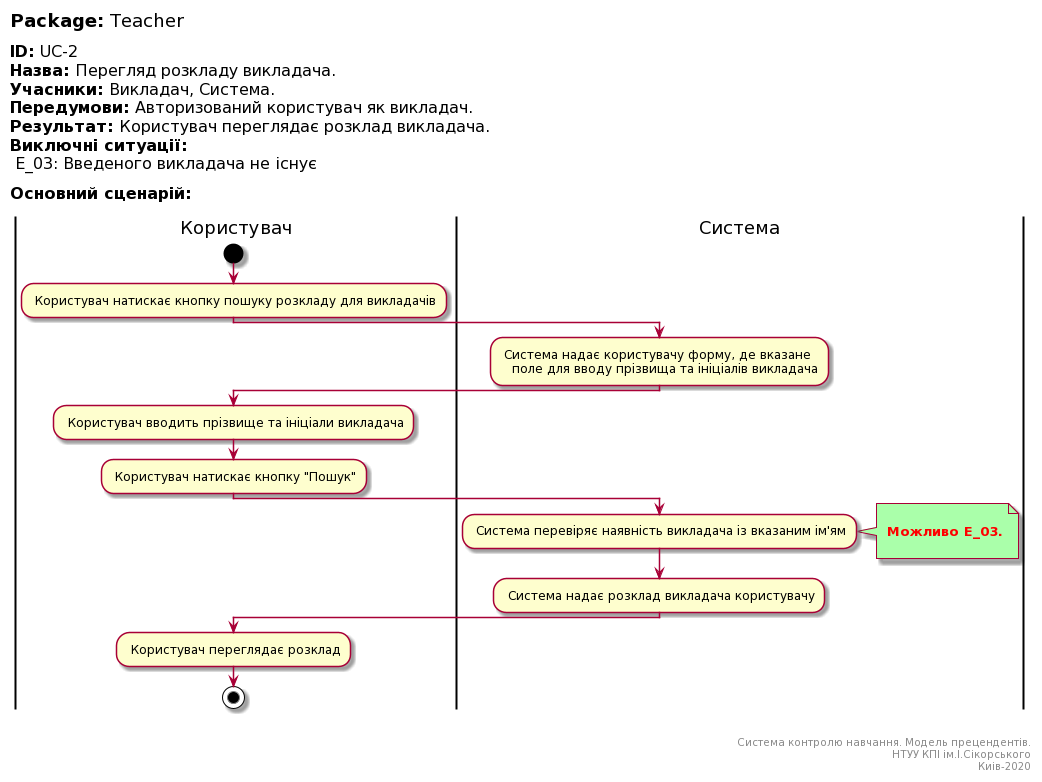 Package: Teacher
ID: UC-2
Назва: Перегляд розкладу викладача.
Учасники: Викладач, Система.
Передумови: Авторизований користувач як викладач.
Результат: Користувач переглядає розклад викладача.
Виключні ситуації:
E_03: Введеного викладача не існує
Основний сценарій:
Користувач
Система
Користувач натискає кнопку пошуку розкладу для викладачів
Система надає користувачу форму, де вказане
поле для вводу прізвища та ініціалів викладача
Користувач вводить прізвище та ініціали викладача
Користувач натискає кнопку "Пошук"
Система перевіряє наявність викладача із вказаним ім'ям
Можливо E_03.
Система надає розклад викладача користувачу
Користувач переглядає розклад
Система контролю навчання. Модель прецендентів.
НТУУ КПІ ім.І.Сікорського
Киів-2020